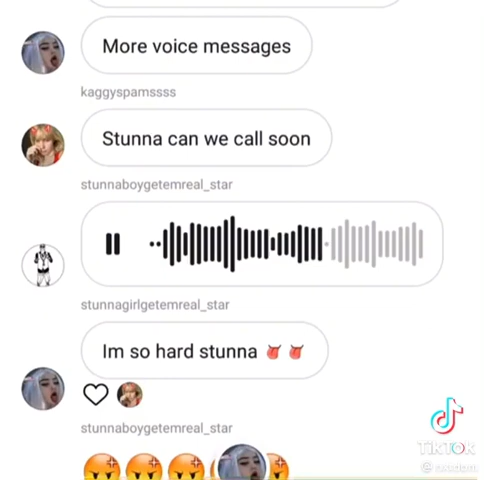 More voice messages
kaggyspamssss
Stunna can we call soon
stunnaboygetemreal_star
stunnagirlgetemreal_star
Im so hard stunna 👅👅
stunnaboygetemreal_star
TikTok